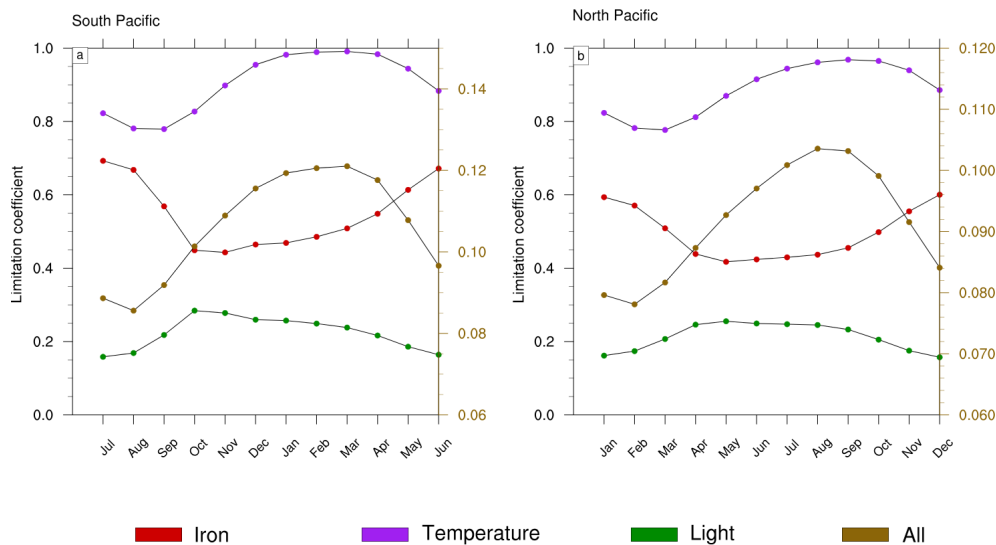 South Pacific
a
Limitation coefficient
1.0
0.8
0.6
0.4
0.2
0.0
0.14
0.12
0.10
0.08
0.06
Jul Aug Sep Oct Nov Dec Jan Feb Mar Apr May Jun
North Pacific
b
Limitation coefficient
1.0
0.8
0.6
0.4
0.2
0.0
0.120
0.110
0.100
0.090
0.080
0.070
0.060
Jan Feb Mar Apr May Jun Jul Aug Sep Oct Nov Dec
Iron Temperature Light All